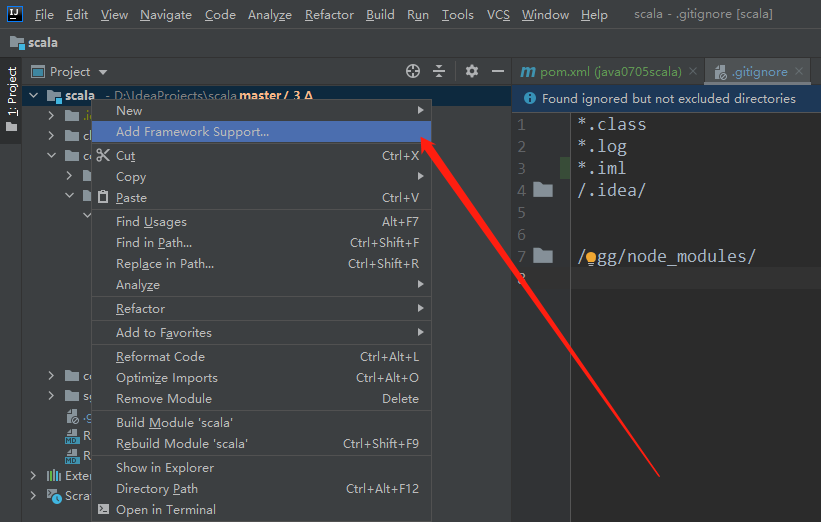 File Edit View Navigate Code Analyze Refactor Build Run Tools VCS Window Help scala - .gitignore [scala]
scala
1: Project
Project
pom.xml (java0705scala)
.gitignore
scala - D:\IdeaProjects\scala master / 3 Δ
Found ignored but not excluded directories
New
Add Framework Support...
Cut Ctrl+X
Copy
Paste Ctrl+V
Find Usages Alt+F7
Find in Path... Ctrl+Shift+F
Replace in Path... Ctrl+Shift+R
Analyze
Refactor
Add to Favorites
Reformat Code Ctrl+Alt+L
Optimize Imports Ctrl+Alt+O
Remove Module Delete
Build Module 'scala'
Rebuild Module 'scala' Ctrl+Shift+F9
Show in Explorer
Directory Path Ctrl+Alt+F12
Open in Terminal
Exter
Scrat
1 *.class
2 *.log
3 *.iml
4 /.idea/
5
6
7 / gg/node_modules/
8